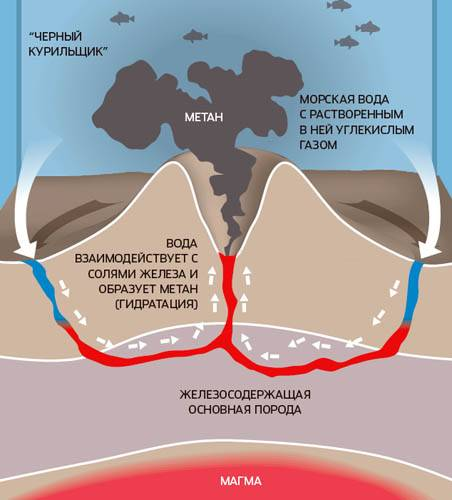 “ЧЕРНЫЙ
КУРИЛЬЩИК”
МЕТАН
МОРСКАЯ ВОДА
С РАСТВОРЕННЫМ
В НЕЙ УГЛЕКИСЛЫМ
ГАЗОМ
ВОДА
ВЗАИМОДЕЙСТВУЕТ С
СОЛЯМИ ЖЕЛЕЗА И
ОБРАЗУЕТ МЕТАН
(ГИДРАТАЦИЯ)
ЖЕЛЕЗОСОДЕРЖАЩАЯ
ОСНОВНАЯ ПОРОДА
МАГМА